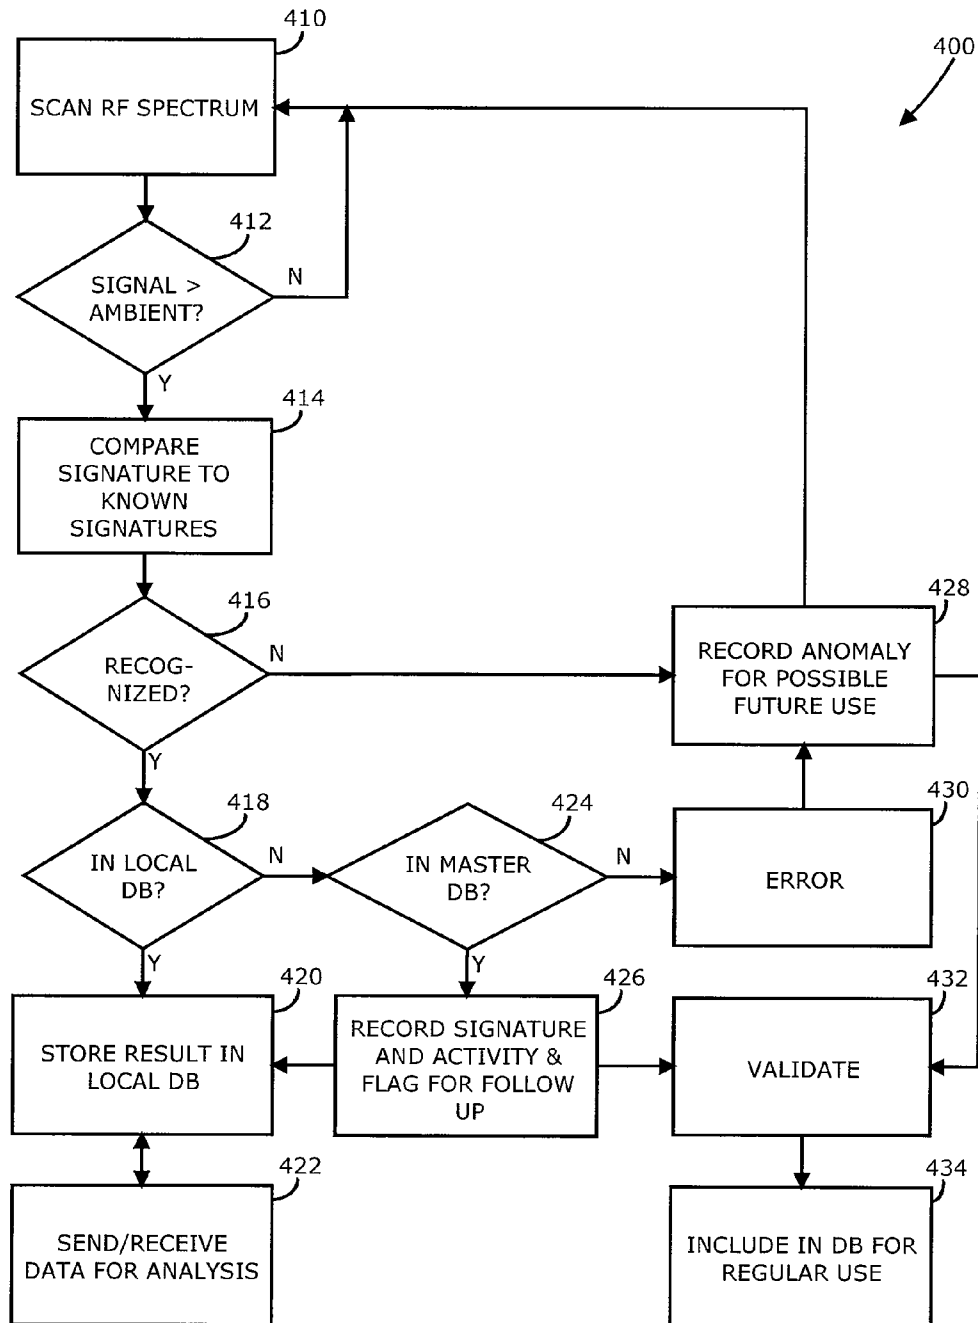 410
400
SCAN RF SPECTRUM
412
SIGNAL >
AMBIENT?
N
Y
414
COMPARE
SIGNATURE TO
KNOWN
SIGNATURES
416
RECOG-
NIZED?
N
Y
428
RECORD ANOMALY
FOR POSSIBLE
FUTURE USE
418
IN LOCAL
DB?
N
Y
424
IN MASTER
DB?
N
Y
430
ERROR
420
STORE RESULT IN
LOCAL DB
426
RECORD SIGNATURE
AND ACTIVITY &
FLAG FOR FOLLOW
UP
432
VALIDATE
422
SEND/RECEIVE
DATA FOR ANALYSIS
434
INCLUDE IN DB FOR
REGULAR USE